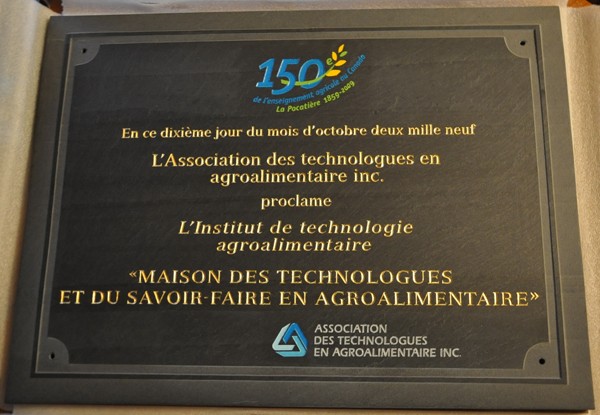 150e
de l'enseignement agricole au Canada
La Pocatière 1859-2009
En ce dixième jour du mois d'octobre deux mille neuf
L'Association des technologues en
agroalimentaire inc.
proclame
L'Institut de technologie
agroalimentaire
«MAISON DES TECHNOLOGUES
ET DU SAVOIR-FAIRE EN AGROALIMENTAIRE»
ASSOCIATION
DES TECHNOLOGUES
EN AGROALIMENTAIRE INC.